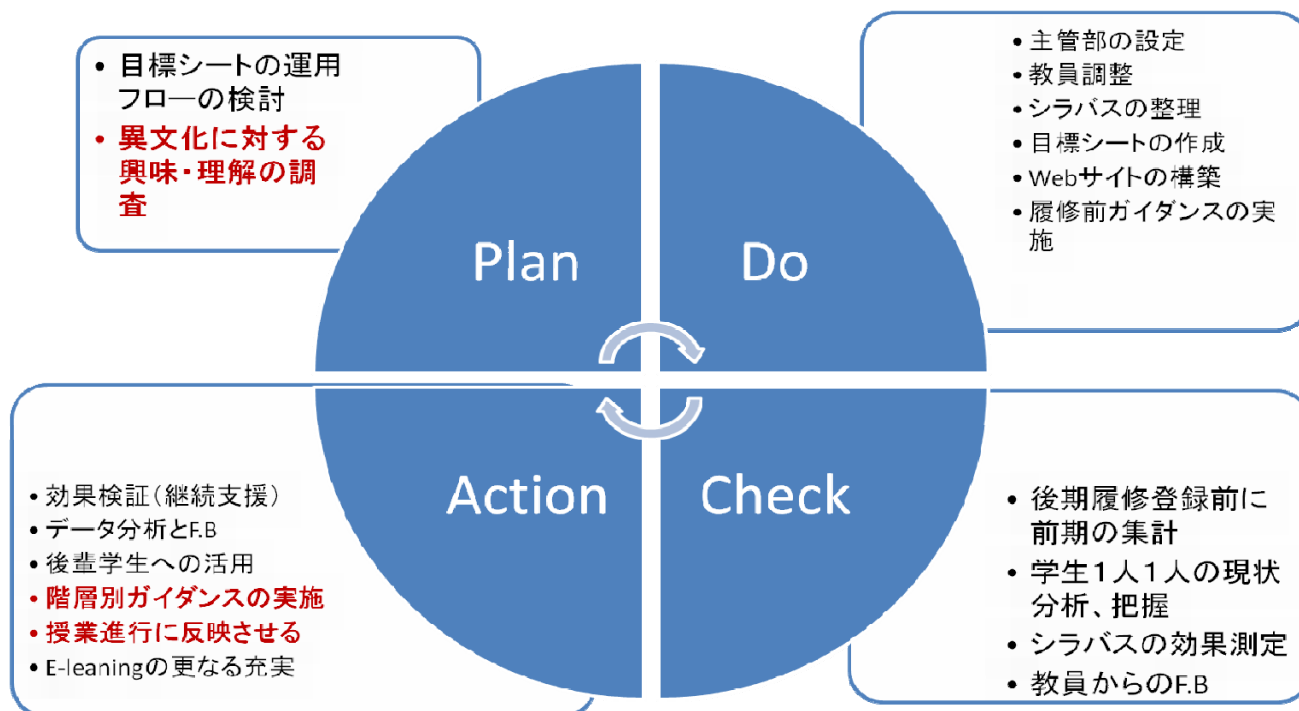 • 目標シートの運用
フローの検討
• 異文化に対する
興味・理解の調
査
Plan
• 主管部の設定
• 教員調整
• シラバスの整理
• 目標シートの作成
• Webサイトの構築
• 履修前ガイダンスの実
施
Do
• 効果検証(継続支援)
• データ分析とF.B
• 後輩学生への活用
• 階層別ガイダンスの実施
• 授業進行に反映させる
• E-leaningの更なる充実
Action
• 後期履修登録前に
前期の集計
• 学生1人1人の現状
分析、把握
• シラバスの効果測定
• 教員からのF.B
Check